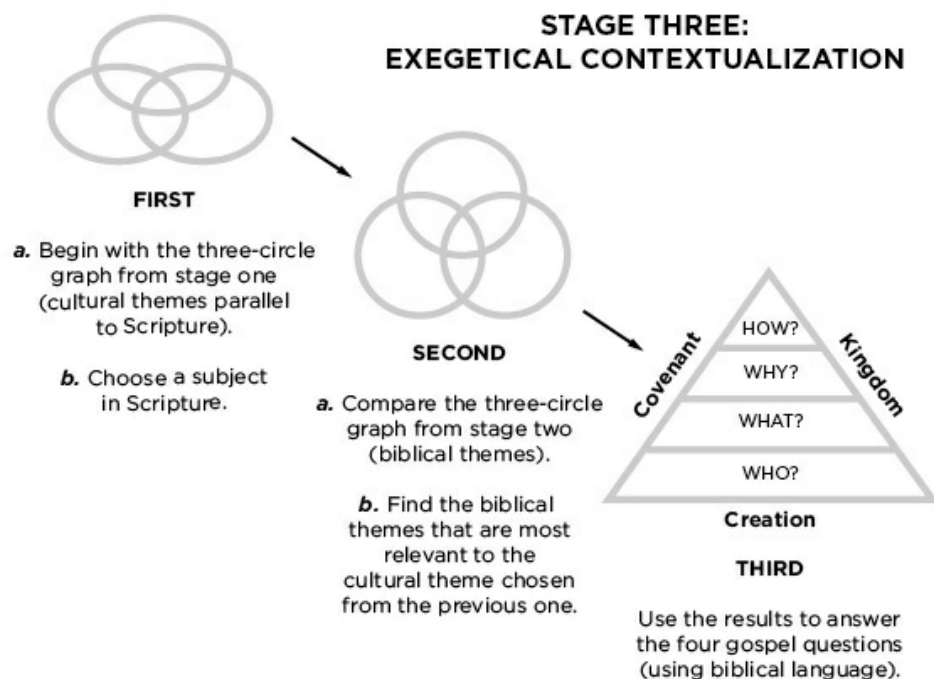 STAGE THREE:
EXEGETICAL CONTEXTUALIZATION
FIRST
a. Begin with the three-circle
graph from stage one
(cultural themes parallel
to Scripture).
b. Choose a subject
in Scripture.
SECOND
a. Compare the three-circle
graph from stage two
(biblical themes).
b. Find the biblical
themes that are most
relevant to the
cultural theme chosen
from the previous one.
Covenant
Kingdom
HOW?
WHY?
WHAT?
WHO?
Creation
THIRD
Use the results to answer
the four gospel questions
(using biblical language).